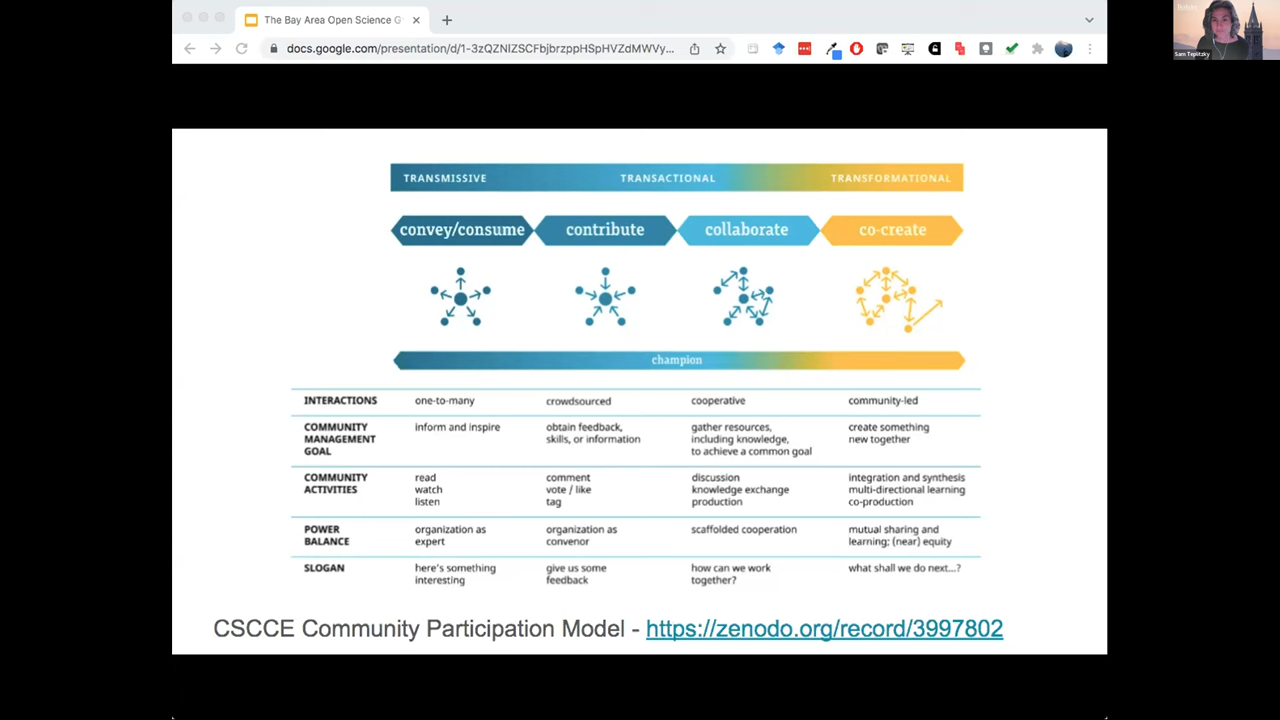 The Bay Area Open Science G
docs.google.com/presentation/d/1-3zQZNIZSCFbjbrzppHSpHVZdMWVy...
Sam Teplitzky
TRANSMISSIVE TRANSACTIONAL TRANSFORMATIONAL
convey/consume contribute collaborate co-create
champion
INTERACTIONS one-to-many crowdsourced cooperative community-led
COMMUNITY inform and inspire obtain feedback, gather resources, create something
MANAGEMENT skills, or information including knowledge, new together
GOAL to achieve a common goal
COMMUNITY read comment discussion integration and synthesis
ACTIVITIES watch vote / like knowledge exchange multi-directional learning
listen tag production co-production
POWER organization as organization as scaffolded cooperation mutual sharing and
BALANCE expert convenor learning; (near) equity
SLOGAN here's something give us some how can we work what shall we do next...?
interesting feedback together?
CSCCE Community Participation Model - https://zenodo.org/record/3997802